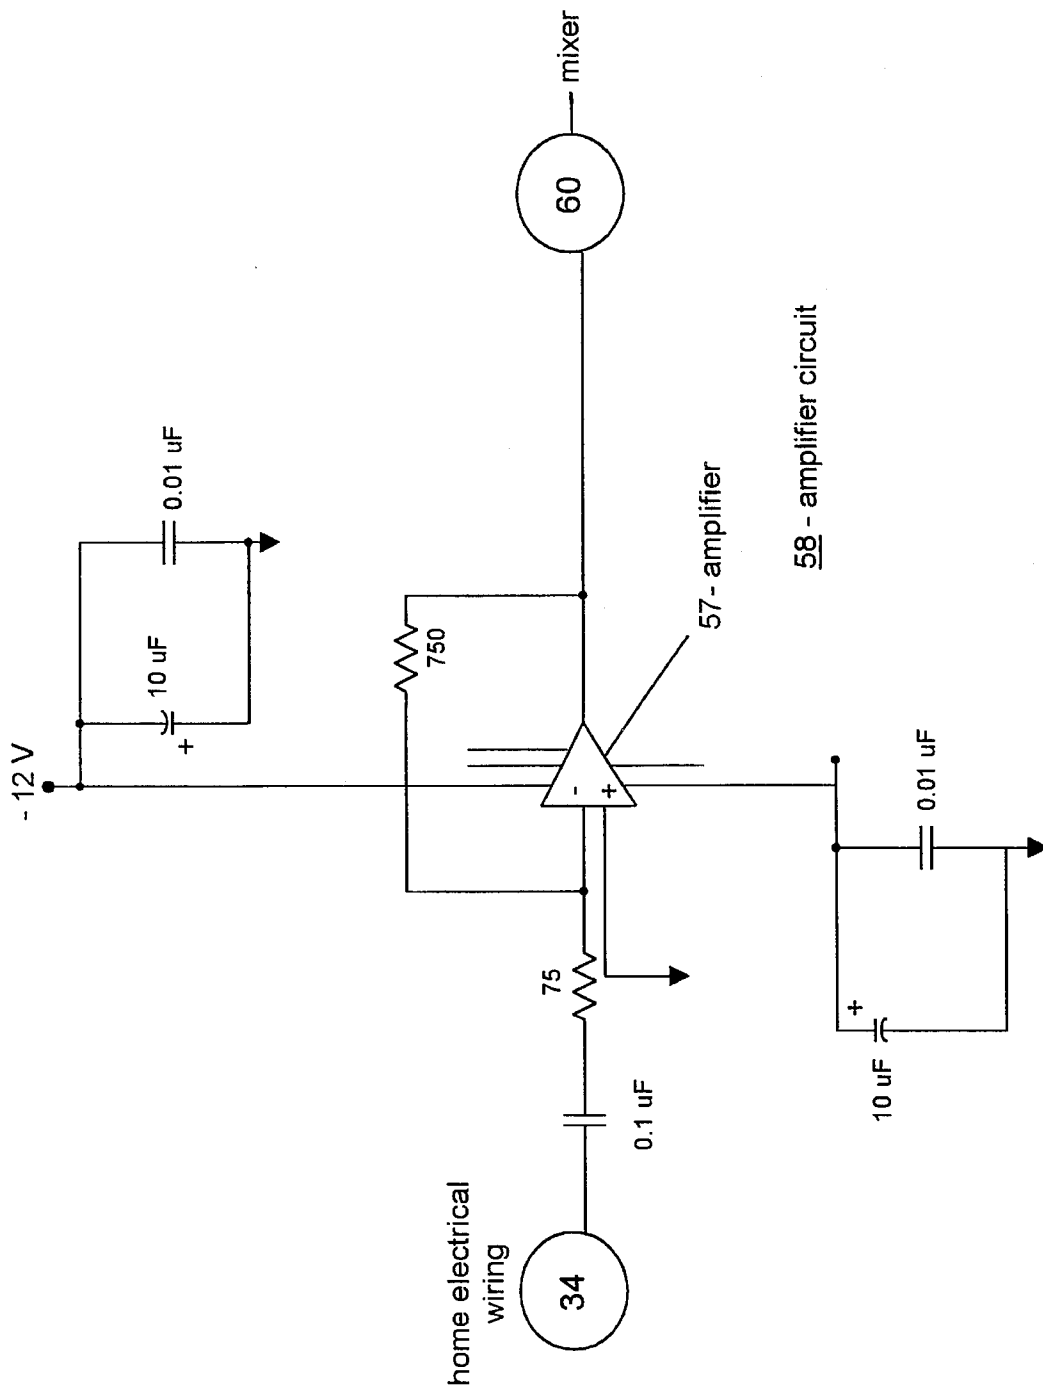 - 12 V
10 uF
+
0.01 uF
750
mixer
60
57 - amplifier
58 - amplifier circuit
-
+
75
0.1 uF
home electrical
wiring
34
+
10 uF
0.01 uF